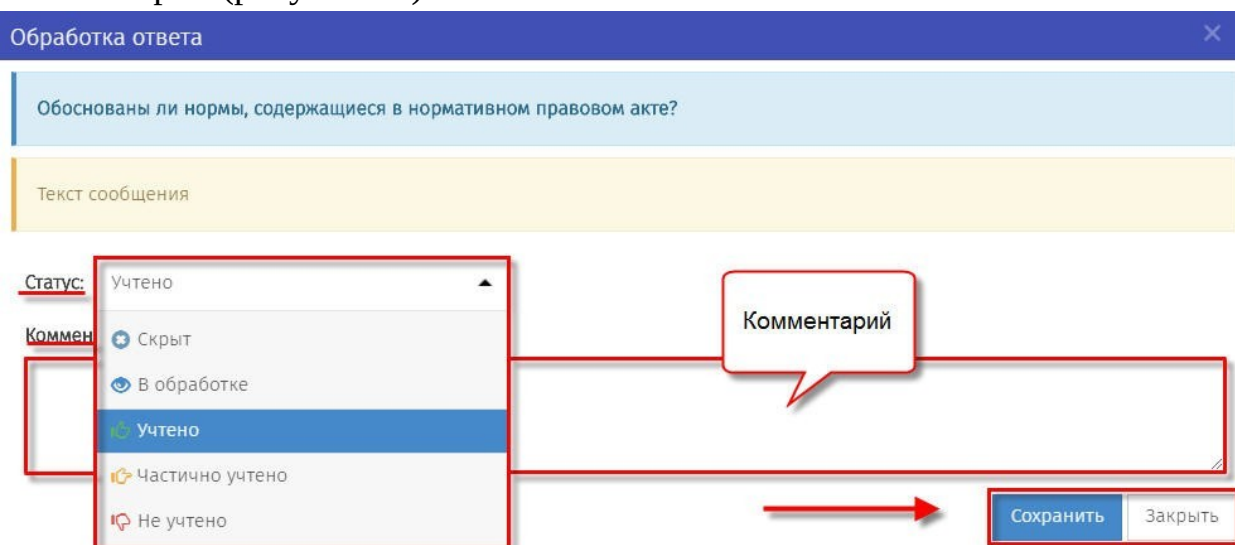 Обработка ответа
Обоснованы ли нормы, содержащиеся в нормативном правовом акте?
Текст сообщения
Статус: Учтено
Коммен
Комментарий
Скрыт
В обработке
Учтено
Частично учтено
Не учтено
Сохранить Закрыть